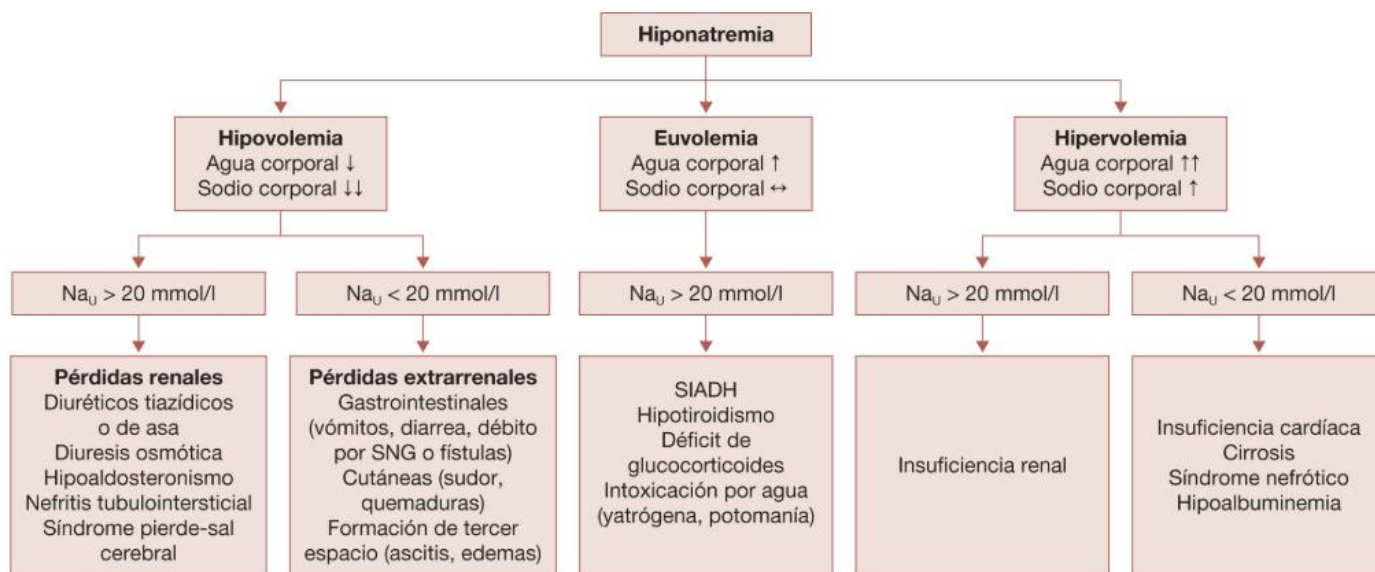 Hiponatremia
Hipovolemia
Agua corporal ↓
Sodio corporal ↓↓
Euvolemia
Agua corporal ↑
Sodio corporal ↔
Hipervolemia
Agua corporal ↑↑
Sodio corporal ↑
Na_U > 20 mmol/l
Na_U < 20 mmol/l
Na_U > 20 mmol/l
Na_U > 20 mmol/l
Na_U < 20 mmol/l
Pérdidas renales
Diuréticos tiazídicos
o de asa
Diuresis osmótica
Hipoaldosteronismo
Nefritis tubulointersticial
Síndrome pierde-sal
cerebral
Pérdidas extrarrenales
Gastrointestinales
(vómitos, diarrea, débito
por SNG o fístulas)
Cutáneas (sudor,
quemaduras)
Formación de tercer
espacio (ascitis, edemas)
SIADH
Hipotiroidismo
Déficit de
glucocorticoides
Intoxicación por agua
(yatrógena, potomanía)
Insuficiencia renal
Insuficiencia cardíaca
Cirrosis
Síndrome nefrótico
Hipoalbuminemia